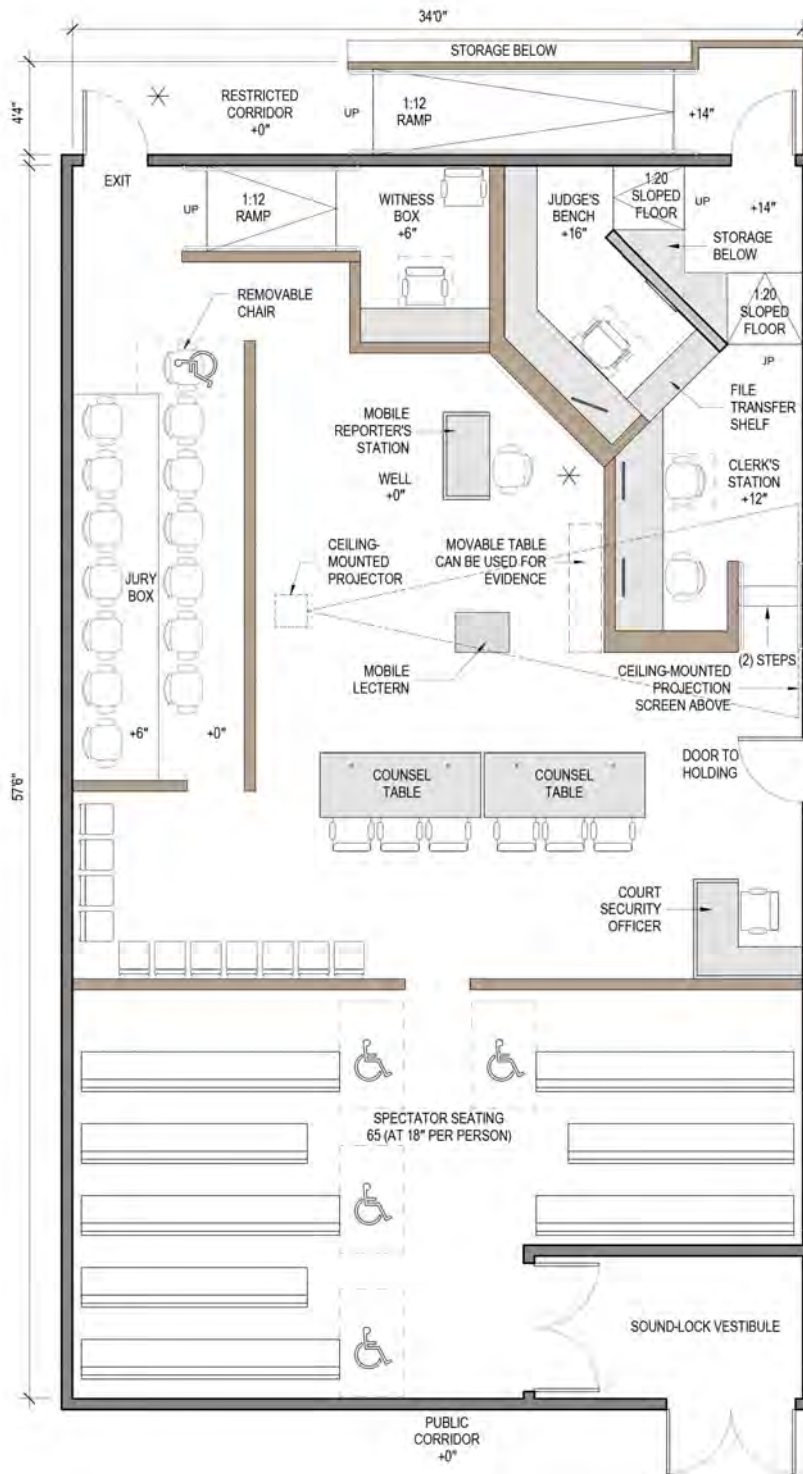 34'0"
STORAGE BELOW
4'4"
RESTRICTED
CORRIDOR
+0"
UP
1:12
RAMP
+14"
EXIT
UP
1:12
RAMP
WITNESS
BOX
+6"
JUDGE'S
BENCH
+16"
1:20
SLOPED
FLOOR
UP
+14"
STORAGE
BELOW
1:20
SLOPED
FLOOR
JP
REMOVABLE
CHAIR
FILE
TRANSFER
SHELF
MOBILE
REPORTER'S
STATION
WELL
+0"
CLERK'S
STATION
+12"
CEILING-
MOUNTED
PROJECTOR
MOVABLE TABLE
CAN BE USED FOR
EVIDENCE
JURY
BOX
MOBILE
LECTERN
(2) STEPS
CEILING-MOUNTED
PROJECTION
SCREEN ABOVE
+6"
+0"
57'6"
COUNSEL
TABLE
COUNSEL
TABLE
DOOR TO
HOLDING
COURT
SECURITY
OFFICER
SPECTATOR SEATING
65 (AT 18" PER PERSON)
SOUND-LOCK VESTIBULE
PUBLIC
CORRIDOR
+0"